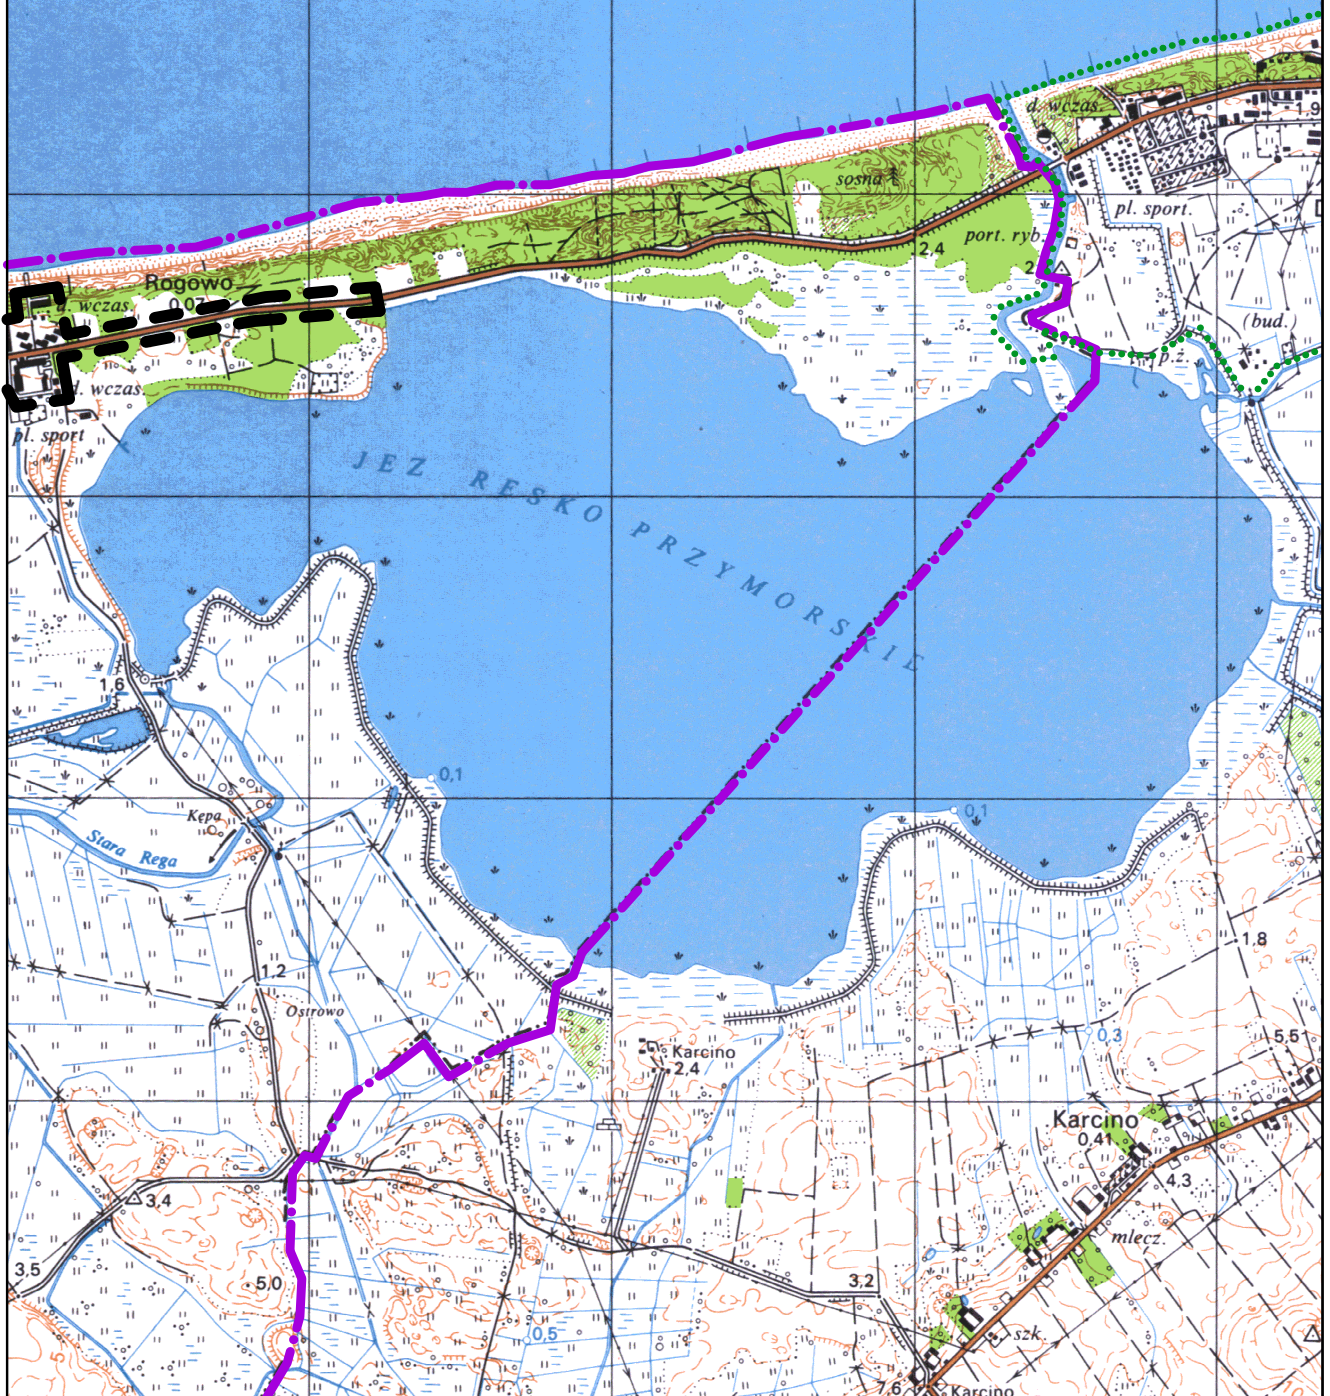 d. wczas.
1,9
sosna
pl. sport.
port. ryb.
2.4
2
Rogowo
0.07
d. wczas.
(bud.)
p.ż.
d. wczas.
pl. sport
JEZ RESKO PRZYMORSKIE
1,6
0,1
0,1
Kępa
Stara Rega
1.8
1.2
Ostrowo
0,3
5.5
Karcino
2.4
Karcino
0.41
4.3
3,4
mlecz.
3.5
5.0
3.2
0,5
szk.
5
7.6
Karcino